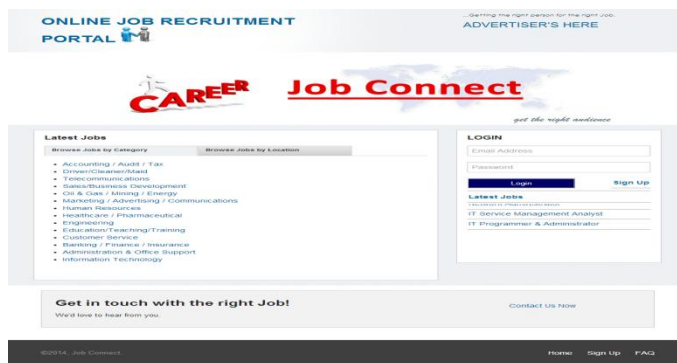 ONLINE JOB RECRUITMENT
PORTAL
...Getting the right person for the right job.
ADVERTISER'S HERE
CAREER
Job Connect
get the right audience
Latest Jobs
Browse Jobs by Category
Browse Jobs by Location
Accounting / Audit / Tax
Driver/Cleaner/Maid
Telecommunications
Sales/Business Development
Oil & Gas / Mining / Energy
Marketing / Advertising / Communications
Human Resources
Healthcare / Pharmaceutical
Engineering
Education/Teaching/Training
Customer Service
Banking / Finance / Insurance
Administration & Office Support
Information Technology
LOGIN
Email Address
Password
Login
Sign Up
Latest Jobs
IT Service Management Analyst
IT Programmer & Administrator
Get in touch with the right Job!
We'd love to hear from you.
Contact Us Now
©2014, Job Connect.
Home
Sign Up
FAQ